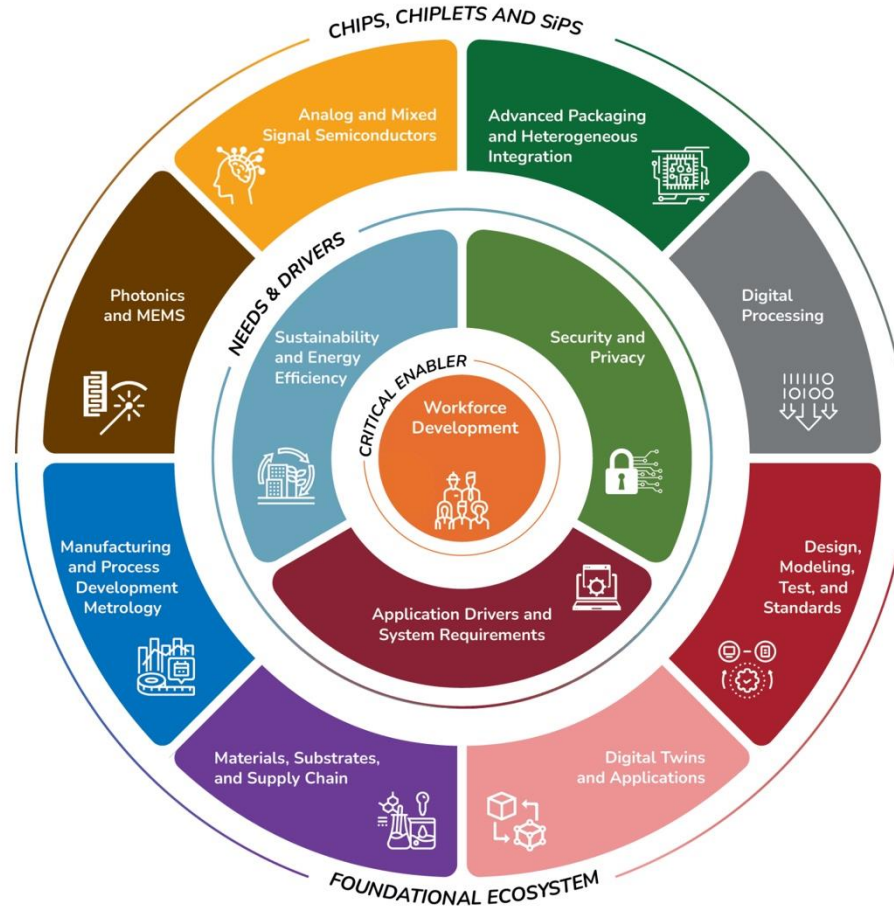 CHIPS, CHIPLETS AND SiPS
Analog and Mixed
Signal Semiconductors
Advanced Packaging
and Heterogeneous
Integration
Photonics
and MEMS
Digital
Processing
NEEDS & DRIVERS
Sustainability
and Energy
Efficiency
Security and
Privacy
CRITICAL ENABLER
Workforce
Development
Application Drivers and
System Requirements
Manufacturing
and Process
Development
Metrology
Design,
Modeling,
Test, and
Standards
Materials, Substrates,
and Supply Chain
Digital Twins
and Applications
FOUNDATIONAL ECOSYSTEM